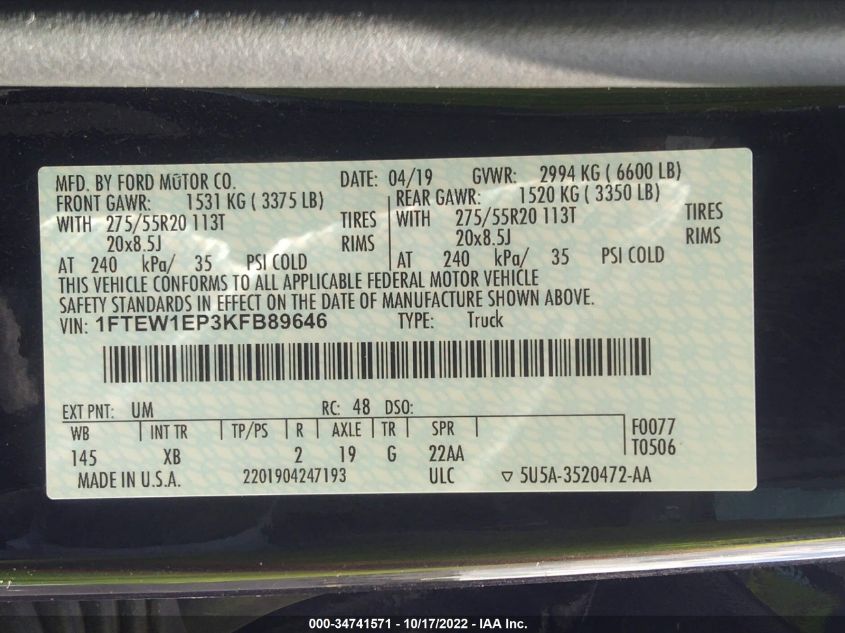 MFD. BY FORD MOTOR CO. DATE: 04/19 GVWR: 2994 KG ( 6600 LB)
FRONT GAWR: 1531 KG ( 3375 LB) REAR GAWR: 1520 KG ( 3350 LB)
WITH 275/55R20 113T TIRES WITH 275/55R20 113T TIRES
20x8.5J RIMS 20x8.5J RIMS
AT 240 kPa/ 35 PSI COLD AT 240 kPa/ 35 PSI COLD
THIS VEHICLE CONFORMS TO ALL APPLICABLE FEDERAL MOTOR VEHICLE
SAFETY STANDARDS IN EFFECT ON THE DATE OF MANUFACTURE SHOWN ABOVE.
VIN: 1FTEW1EP3KFB89646 TYPE: Truck
EXT PNT: UM RC: 48 DSO:
WB INT TR TP/PS R AXLE TR SPR F0077
145 XB 2 19 G 22AA T0506
MADE IN U.S.A. 2201904247193 ULC ▽ 5U5A-3520472-AA
000-34741571 - 10/17/2022 - IAA Inc.